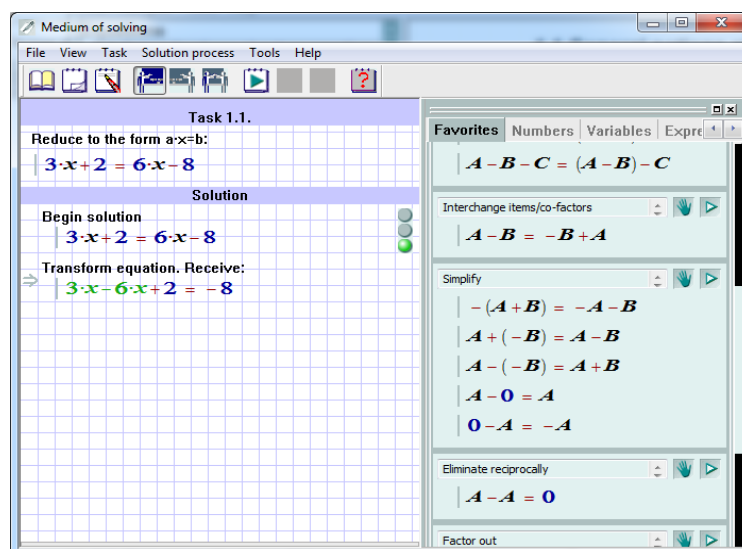 Medium of solving
File View Task Solution process Tools Help
Task 1.1.
Reduce to the form a·x=b:
3·x+2 = 6·x−8
Solution
Begin solution
3·x+2 = 6·x−8
Transform equation. Receive:
3·x−6·x+2 = −8
Favorites Numbers Variables Expre
A−B−C = (A−B)−C
Interchange items/co-factors
A−B = −B+A
Simplify
−(A+B) = −A−B
A+(−B) = A−B
A−(−B) = A+B
A−0 = A
0−A = −A
Eliminate reciprocally
A−A = 0
Factor out